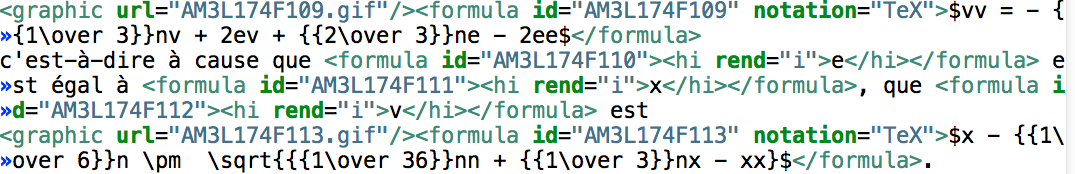 <graphic url="AM3L174F109.gif"/><formula id="AM3L174F109" notation="TeX">$vv = - {
»{1\over 3}}nv + 2ev + {{2\over 3}}ne - 2ee$</formula>
c'est-à-dire à cause que <formula id="AM3L174F110"><hi rend="i">e</hi></formula> e
»st égal à <formula id="AM3L174F111"><hi rend="i">x</hi></formula>, que <formula i
»d="AM3L174F112"><hi rend="i">v</hi></formula> est
<graphic url="AM3L174F113.gif"/><formula id="AM3L174F113" notation="TeX">$x - {{1\
»over 6}}n \pm  \sqrt{{{1\over 36}}nn + {{1\over 3}}nx - xx}$</formula>.